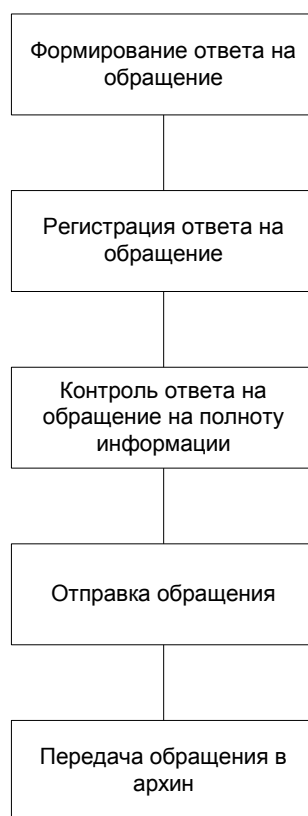 Формирование ответа на
обращение
Регистрация ответа на
обращение
Контроль ответа на
обращение на полноту
информации
Отправка обращения
Передача обращения в
архин